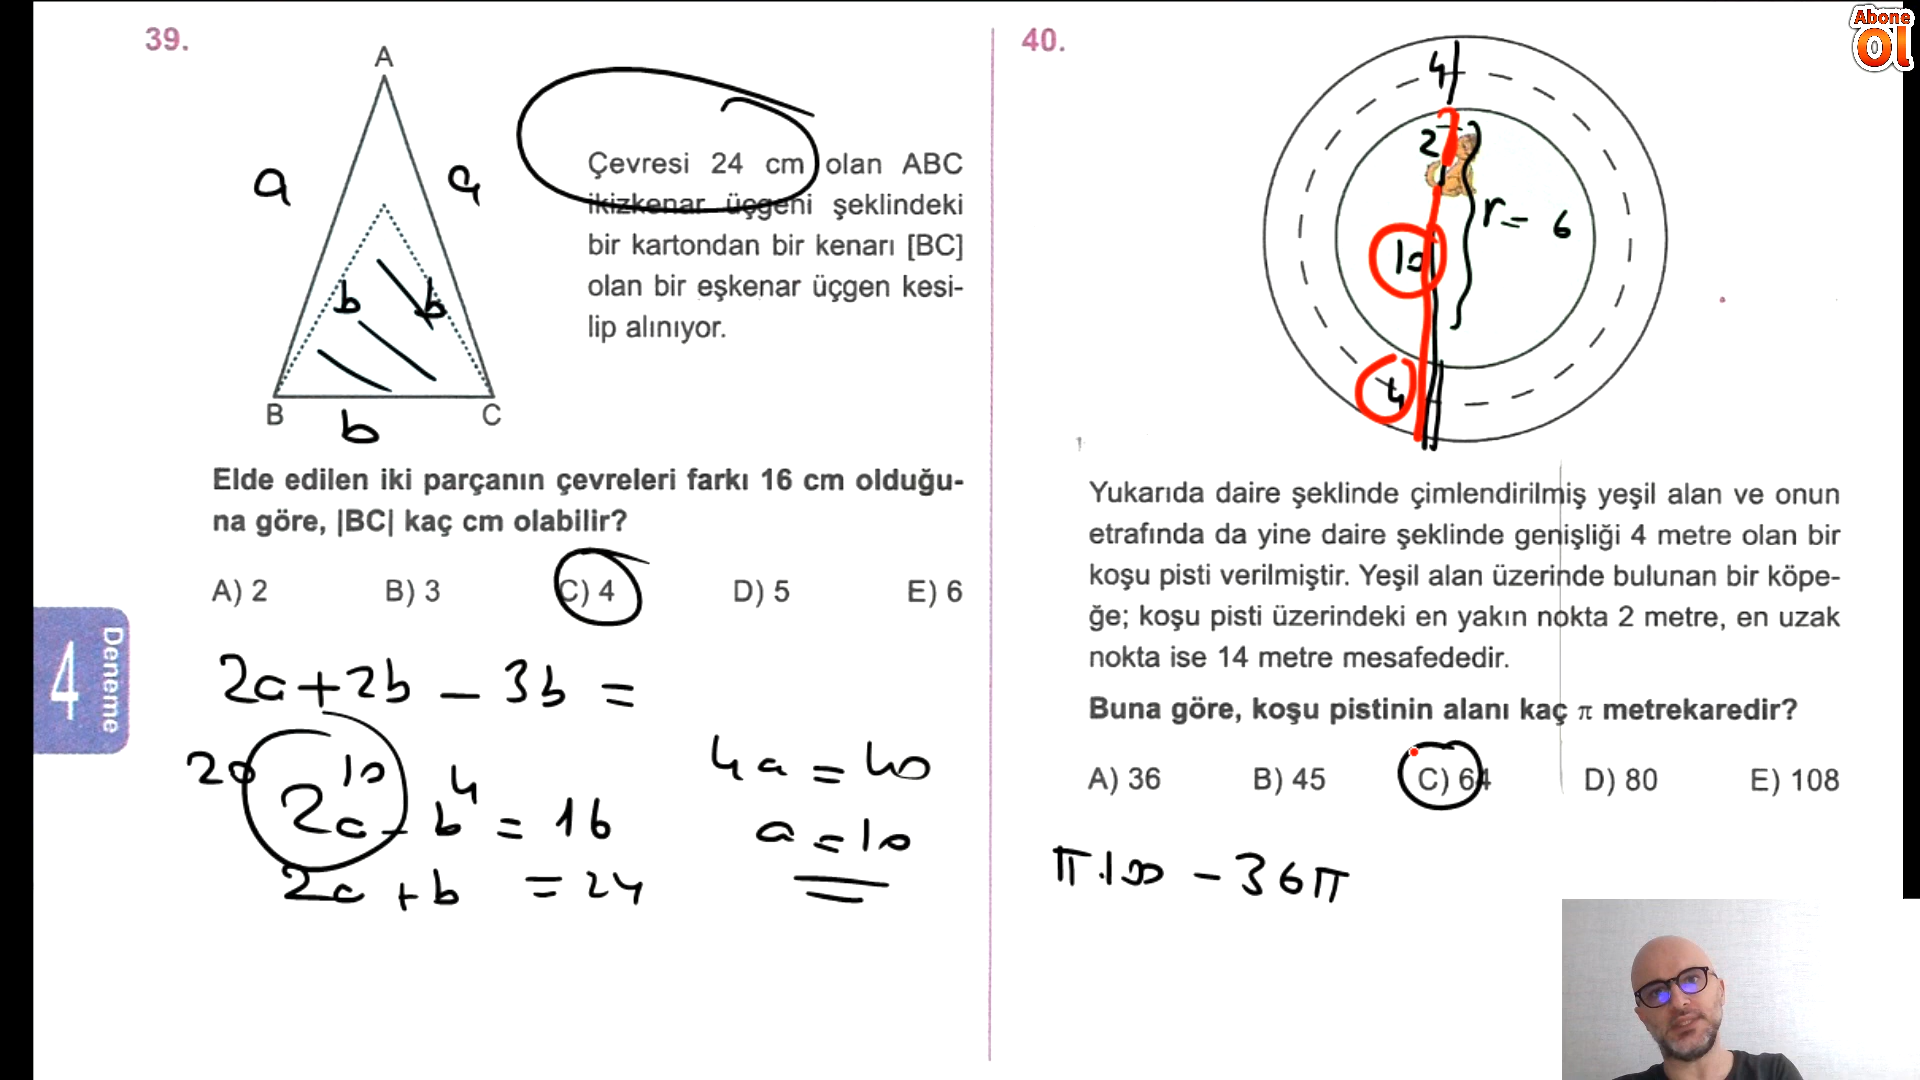 39.
A
a
a
b
b
B
C
b
Çevresi 24 cm olan ABC
ikizkenar üçgeni şeklindeki
bir kartondan bir kenarı [BC]
olan bir eşkenar üçgen kesi-
lip alınıyor.
Elde edilen iki parçanın çevreleri farkı 16 cm olduğu-
na göre, |BC| kaç cm olabilir?
A) 2 B) 3 C) 4 D) 5 E) 6
2a+2b - 3b =
20 10 4
2a - b = 16
2a + b = 24
4a = 40
a = 10
4
Deneme
40.
4
2
r = 6
10
4
Yukarıda daire şeklinde çimlendirilmiş yeşil alan ve onun
etrafında da yine daire şeklinde genişliği 4 metre olan bir
koşu pisti verilmiştir. Yeşil alan üzerinde bulunan bir köpe-
ğe; koşu pisti üzerindeki en yakın nokta 2 metre, en uzak
nokta ise 14 metre mesafededir.
Buna göre, koşu pistinin alanı kaç π metrekaredir?
A) 36 B) 45 C) 64 D) 80 E) 108
π.100 - 36π
Abone
Ol